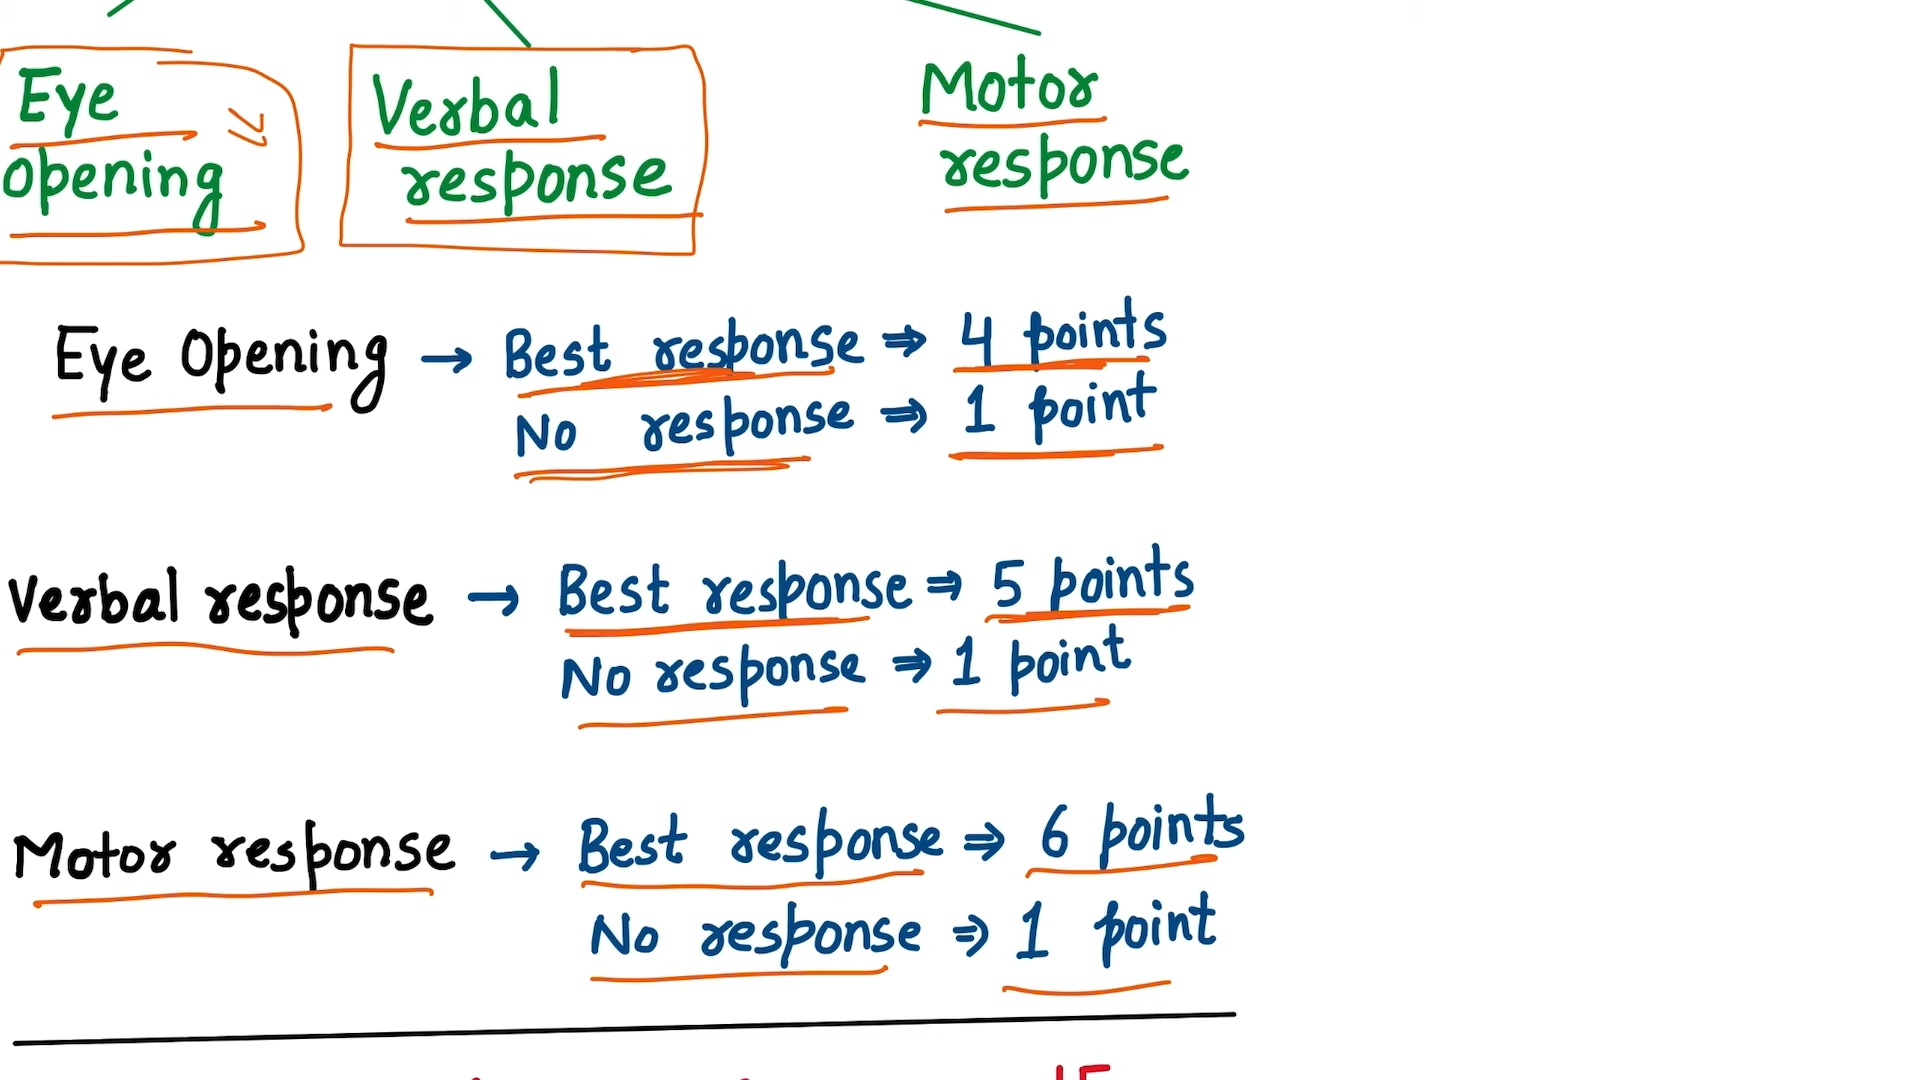 Eye
Opening
Verbal
response
Motor
response
Eye Opening → Best response ⇒ 4 points
No response ⇒ 1 point
Verbal response → Best response ⇒ 5 points
No response ⇒ 1 point
Motor response → Best response ⇒ 6 points
No response ⇒ 1 point